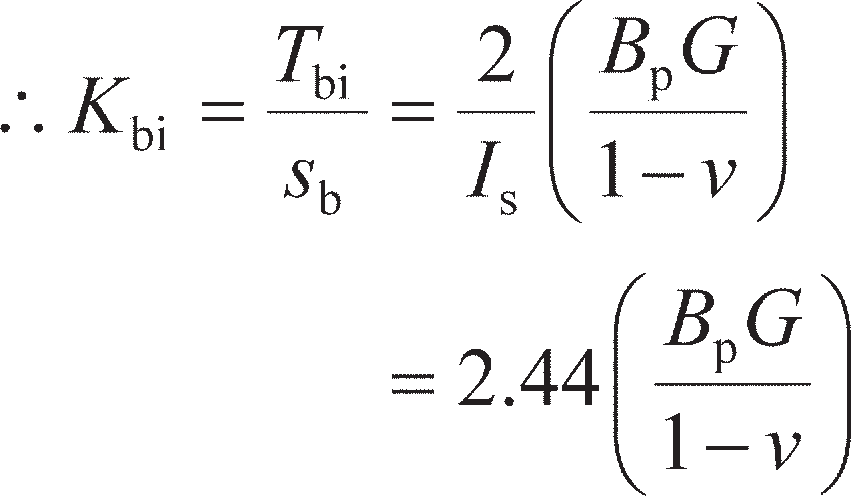 ∴ K_bi = T_bi / s_b = 2 / I_s ( B_p G / 1 − v )
= 2.44 ( B_p G / 1 − v )